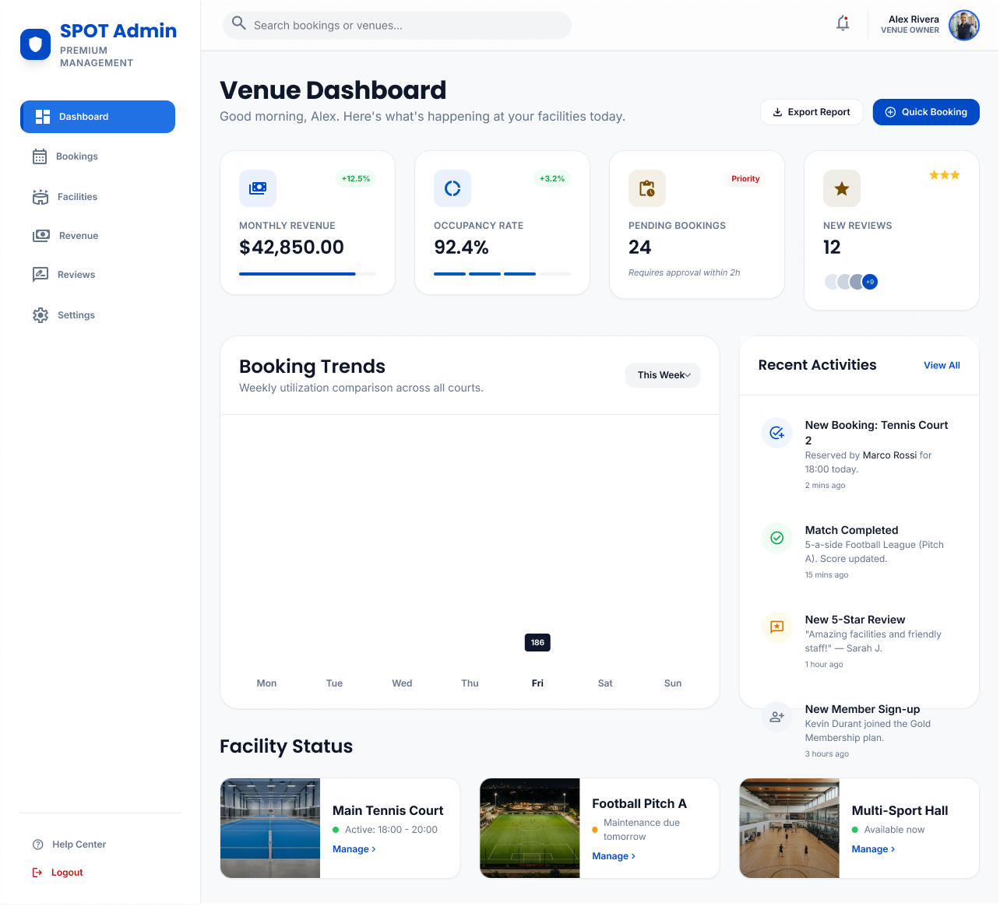 SPOT Admin
PREMIUM
MANAGEMENT
Dashboard
Bookings
Facilities
Revenue
Reviews
Settings
Help Center
Logout
Search bookings or venues...
Alex Rivera
VENUE OWNER
Venue Dashboard
Good morning, Alex. Here's what's happening at your facilities today.
Export Report
Quick Booking
+12.5%
MONTHLY REVENUE
$42,850.00
+3.2%
OCCUPANCY RATE
92.4%
Priority
PENDING BOOKINGS
24
Requires approval within 2h
NEW REVIEWS
12
+9
Booking Trends
Weekly utilization comparison across all courts.
This Week
186
Mon Tue Wed Thu Fri Sat Sun
Recent Activities
View All
New Booking: Tennis Court
2
Reserved by Marco Rossi for
18:00 today.
2 mins ago
Match Completed
5-a-side Football League (Pitch
A). Score updated.
15 mins ago
New 5-Star Review
"Amazing facilities and friendly
staff!" — Sarah J.
1 hour ago
New Member Sign-up
Kevin Durant joined the Gold
Membership plan.
3 hours ago
Facility Status
Main Tennis Court
Active: 18:00 - 20:00
Manage ›
Football Pitch A
Maintenance due
tomorrow
Manage ›
Multi-Sport Hall
Available now
Manage ›